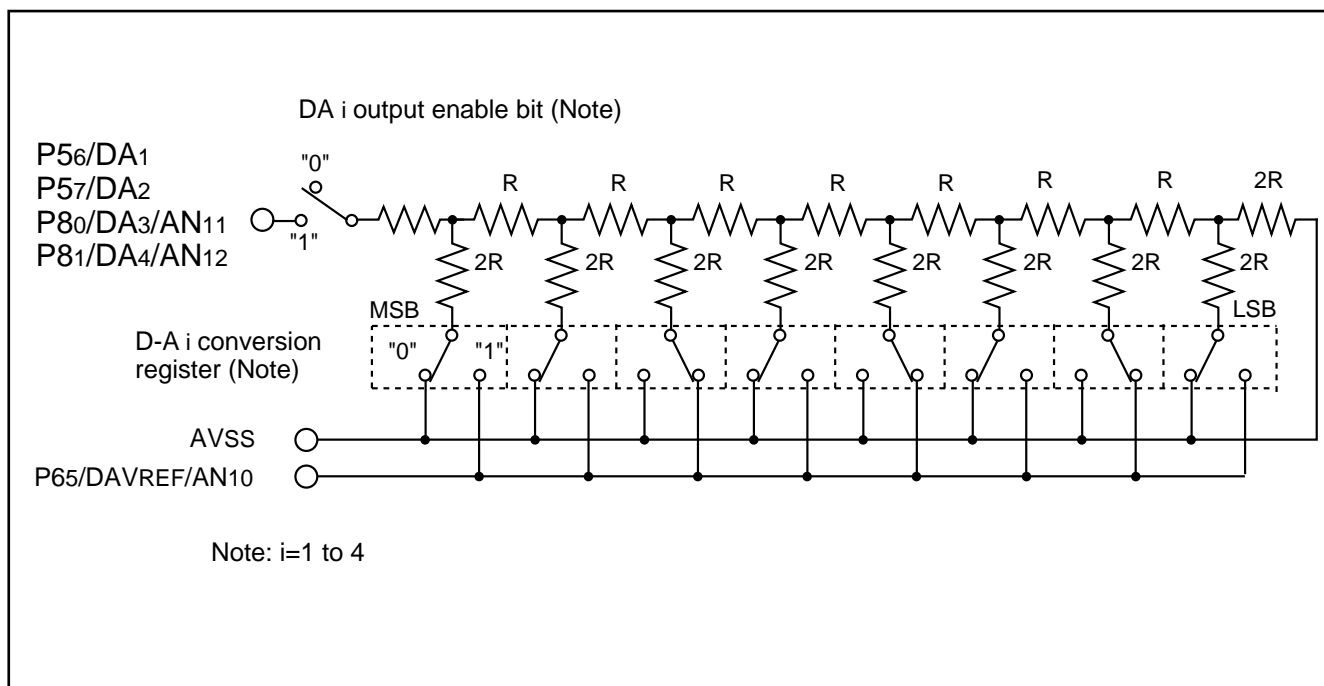 DA i output enable bit (Note)
P56/DA1
P57/DA2
P80/DA3/AN11
P81/DA4/AN12
"0"
"1"
R R R R R R R 2R
2R 2R 2R 2R 2R 2R 2R 2R
MSB LSB
D-A i conversion
register (Note)
"0" "1"
AVSS
P65/DAVREF/AN10
Note: i=1 to 4